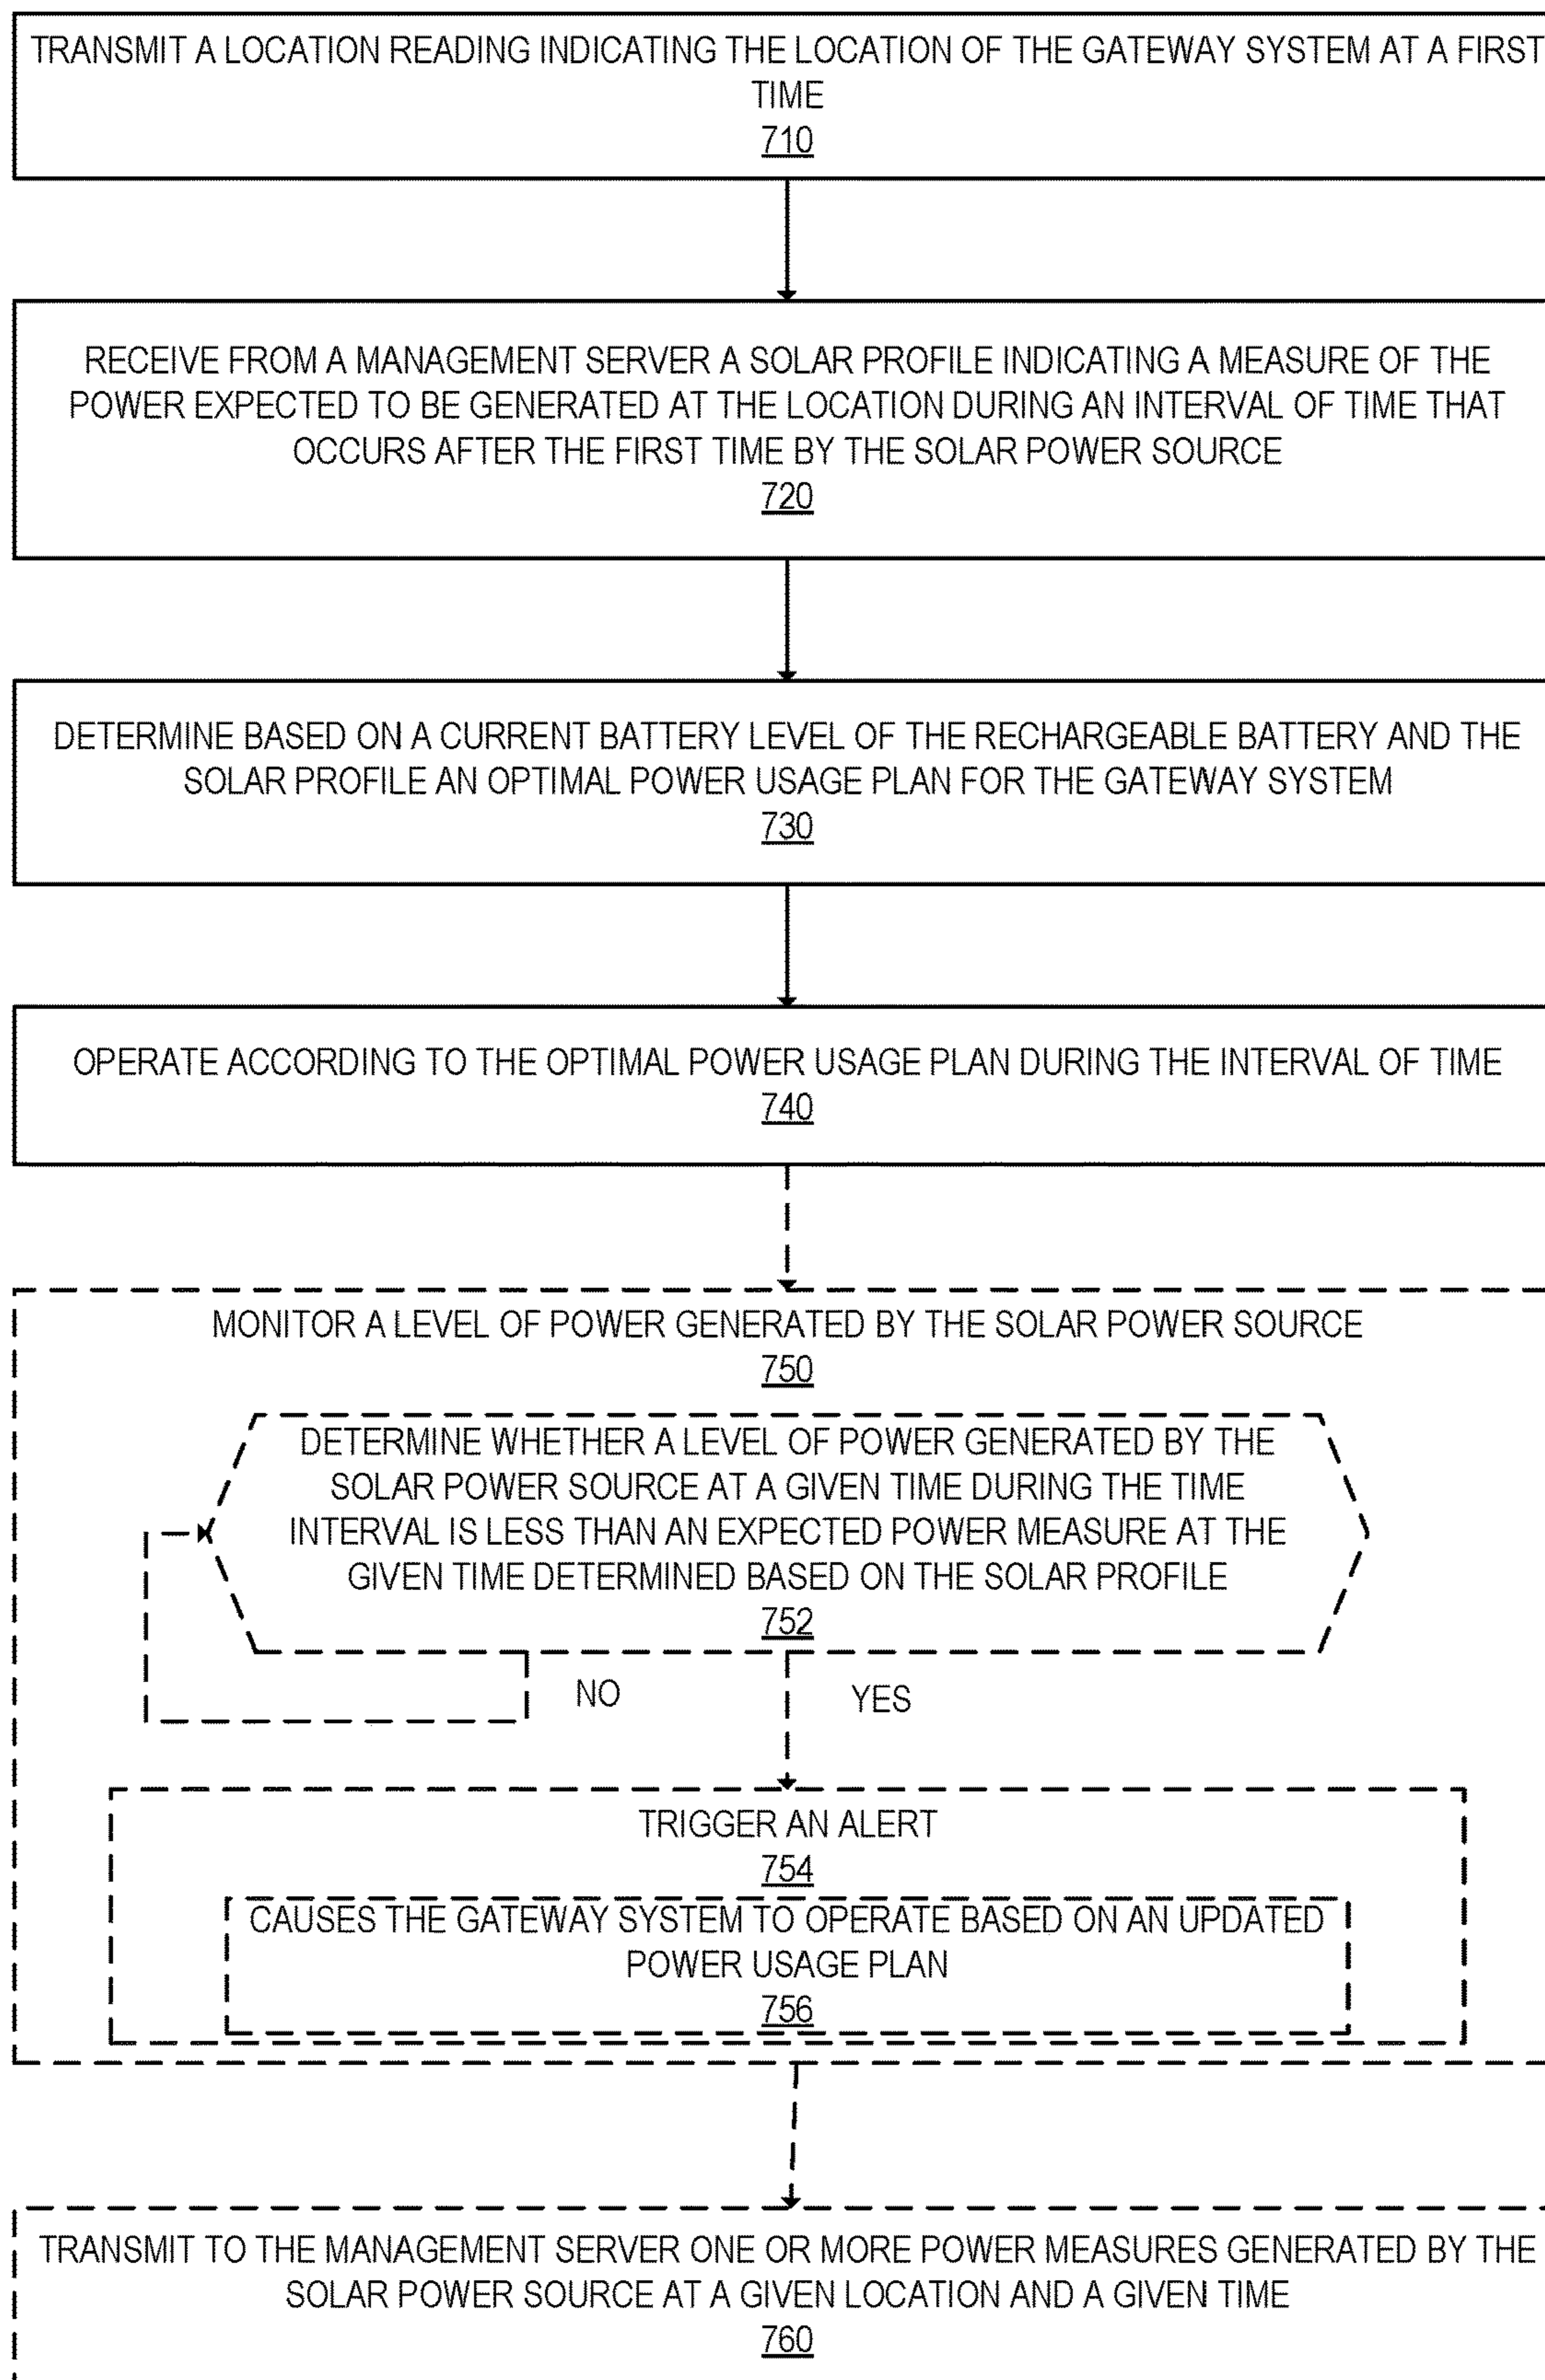 TRANSMIT A LOCATION READING INDICATING THE LOCATION OF THE GATEWAY SYSTEM AT A FIRST
TIME
710
RECEIVE FROM A MANAGEMENT SERVER A SOLAR PROFILE INDICATING A MEASURE OF THE
POWER EXPECTED TO BE GENERATED AT THE LOCATION DURING AN INTERVAL OF TIME THAT
OCCURS AFTER THE FIRST TIME BY THE SOLAR POWER SOURCE
720
DETERMINE BASED ON A CURRENT BATTERY LEVEL OF THE RECHARGEABLE BATTERY AND THE
SOLAR PROFILE AN OPTIMAL POWER USAGE PLAN FOR THE GATEWAY SYSTEM
730
OPERATE ACCORDING TO THE OPTIMAL POWER USAGE PLAN DURING THE INTERVAL OF TIME
740
MONITOR A LEVEL OF POWER GENERATED BY THE SOLAR POWER SOURCE
750
DETERMINE WHETHER A LEVEL OF POWER GENERATED BY THE
SOLAR POWER SOURCE AT A GIVEN TIME DURING THE TIME
INTERVAL IS LESS THAN AN EXPECTED POWER MEASURE AT THE
GIVEN TIME DETERMINED BASED ON THE SOLAR PROFILE
752
NO
YES
TRIGGER AN ALERT
754
CAUSES THE GATEWAY SYSTEM TO OPERATE BASED ON AN UPDATED
POWER USAGE PLAN
756
TRANSMIT TO THE MANAGEMENT SERVER ONE OR MORE POWER MEASURES GENERATED BY THE
SOLAR POWER SOURCE AT A GIVEN LOCATION AND A GIVEN TIME
760